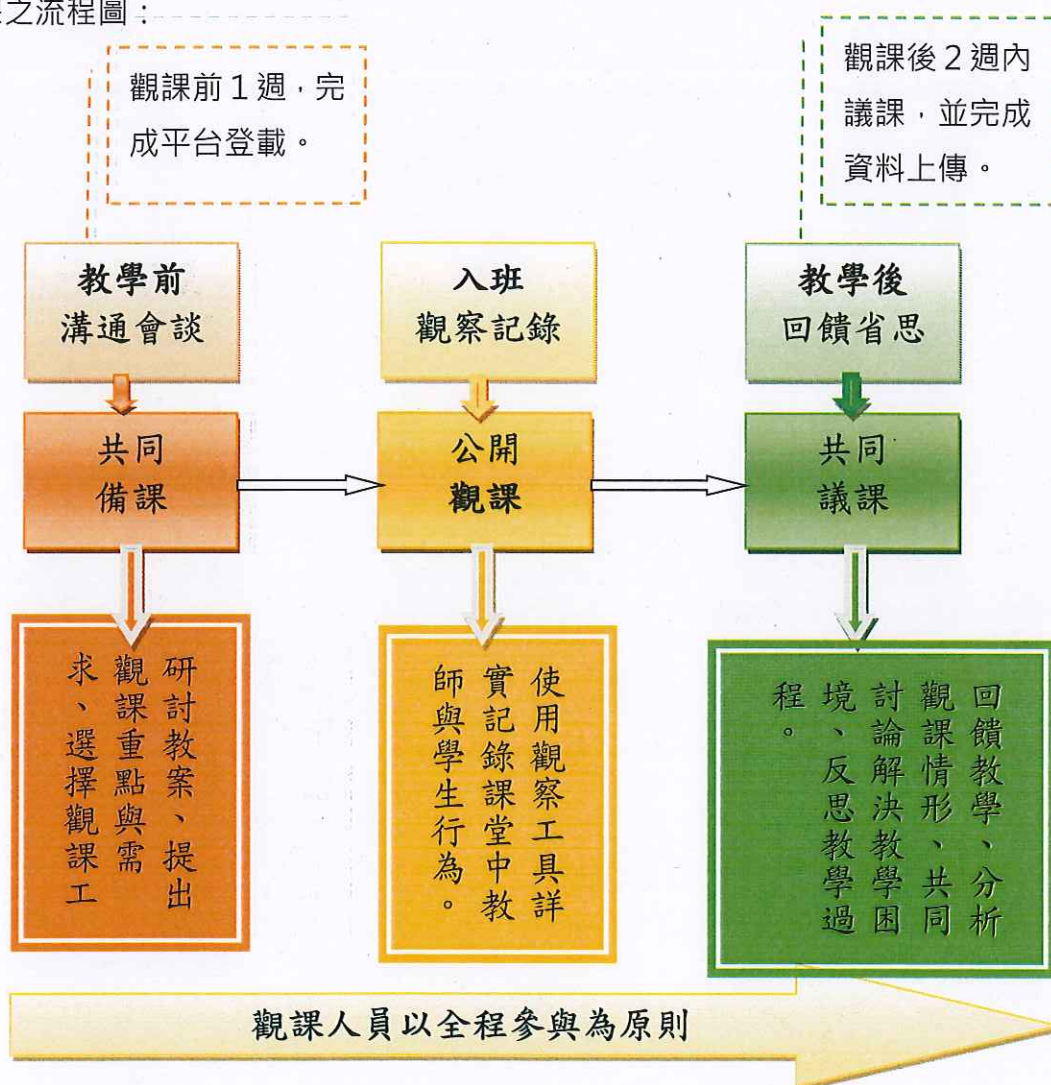 課之流程圖：
觀課前１週，完
成平台登載。
觀課後２週內
議課，並完成
資料上傳。
教學前
溝通會談
入班
觀察記錄
教學後
回饋省思
共同
備課
公開
觀課
共同
議課
研討教案、提出
觀課重點與需
求、選擇觀課工
使用觀察工具詳
實記錄課堂中教
師與學生行為。
回饋教學、分析
觀課情形、共同
討論解決教學困
境、反思教學過
程。
觀課人員以全程參與為原則